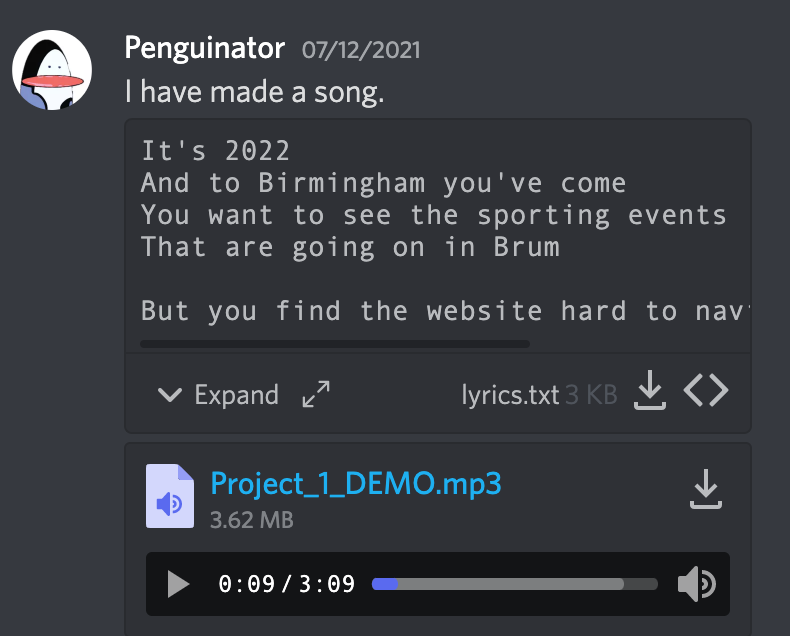 Penguinator 07/12/2021
I have made a song.
It's 2022
And to Birmingham you've come
You want to see the sporting events
That are going on in Brum
But you find the website hard to
Expand lyrics.txt 3 KB
Project_1_DEMO.mp3
3.62 MB
0:09 / 3:09